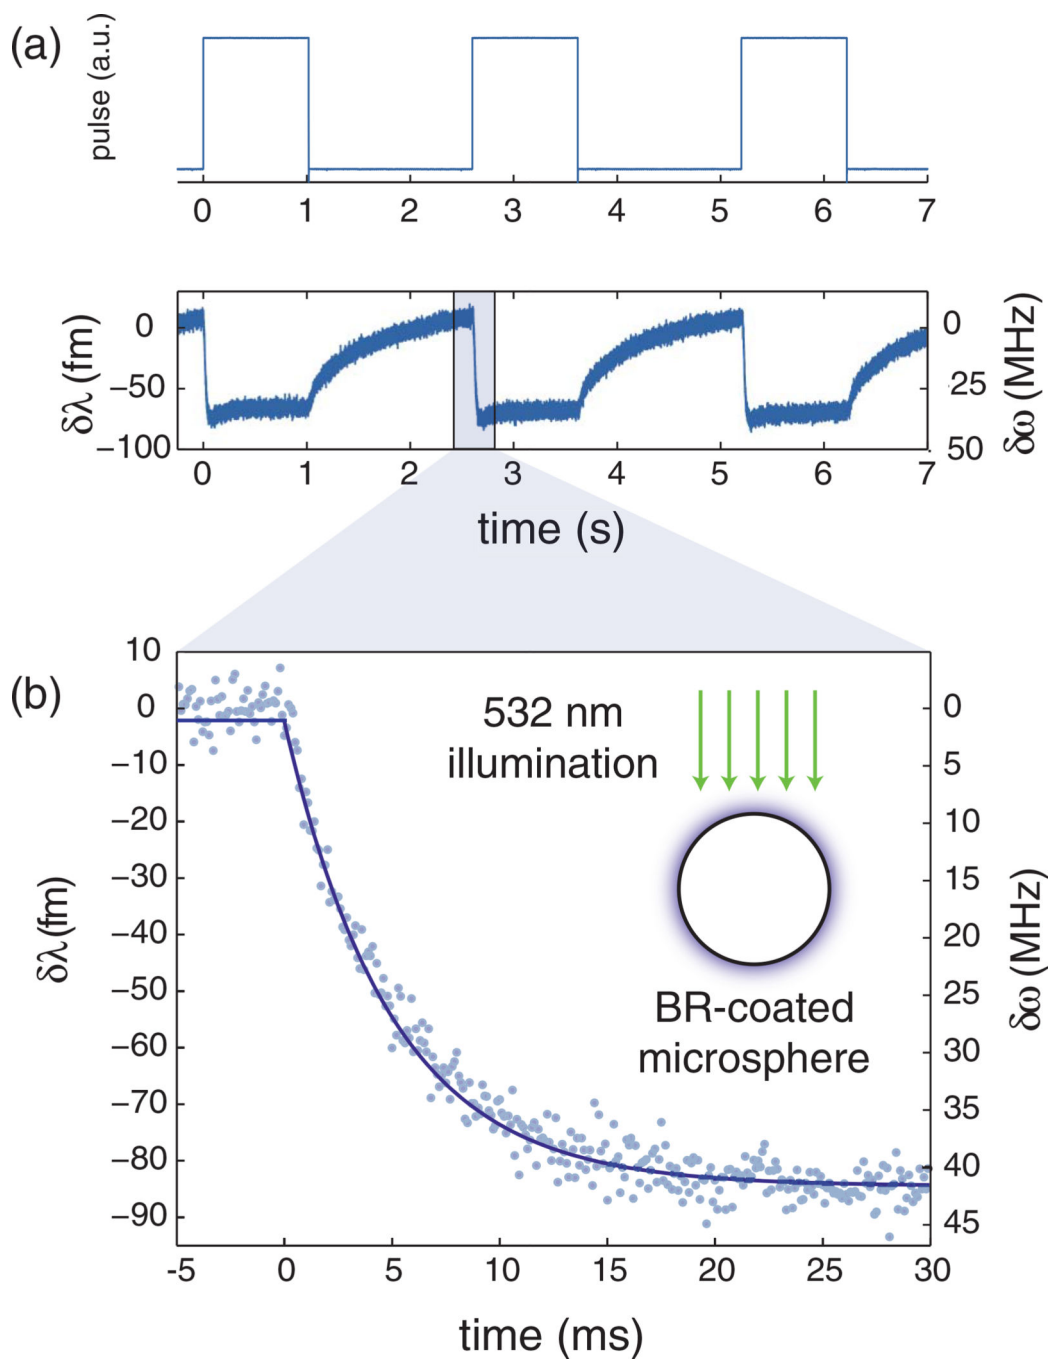 (a)
pulse (a.u.)
0 1 2 3 4 5 6 7
δλ (fm)
0
−50
−100
0
25
50
δω (MHz)
0 1 2 3 4 5 6 7
time (s)
(b)
δλ(fm)
10
0
−10
−20
−30
−40
−50
−60
−70
−80
−90
532 nm
illumination
BR-coated
microsphere
0
5
10
15
20
25
30
35
40
45
δω (MHz)
-5 0 5 10 15 20 25 30
time (ms)